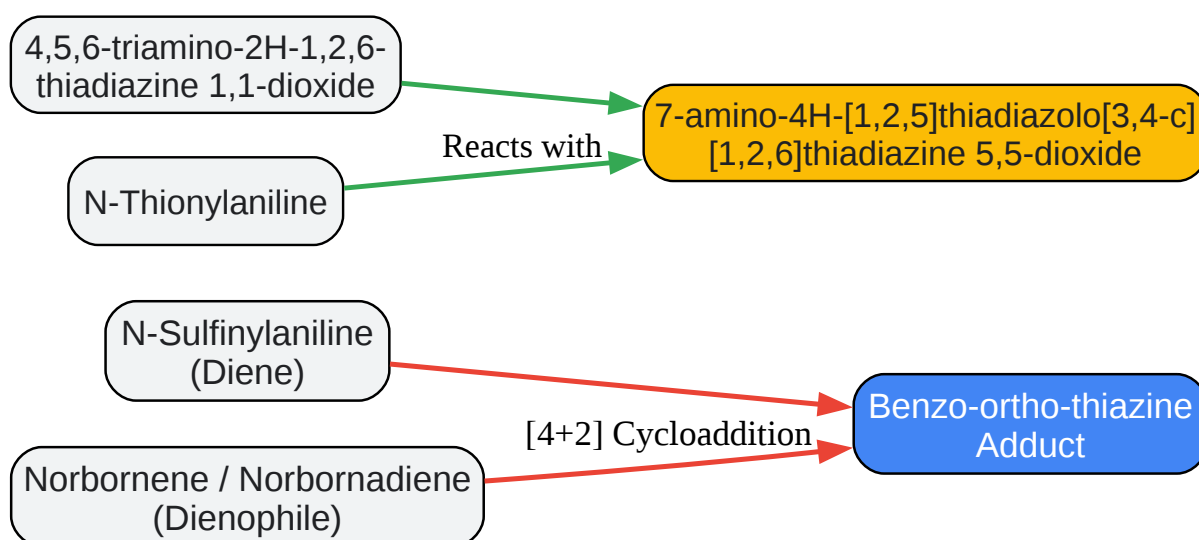 4,5,6-triamino-2H-1,2,6-
thiadiazine 1,1-dioxide
7-amino-4H-[1,2,5]thiadiazolo[3,4-c]
[1,2,6]thiadiazine 5,5-dioxide
Reacts with
N-Thionylaniline
N-Sulfinylaniline
(Diene)
Benzo-ortho-thiazine
Adduct
[4+2] Cycloaddition
Norbornene / Norbornadiene
(Dienophile)